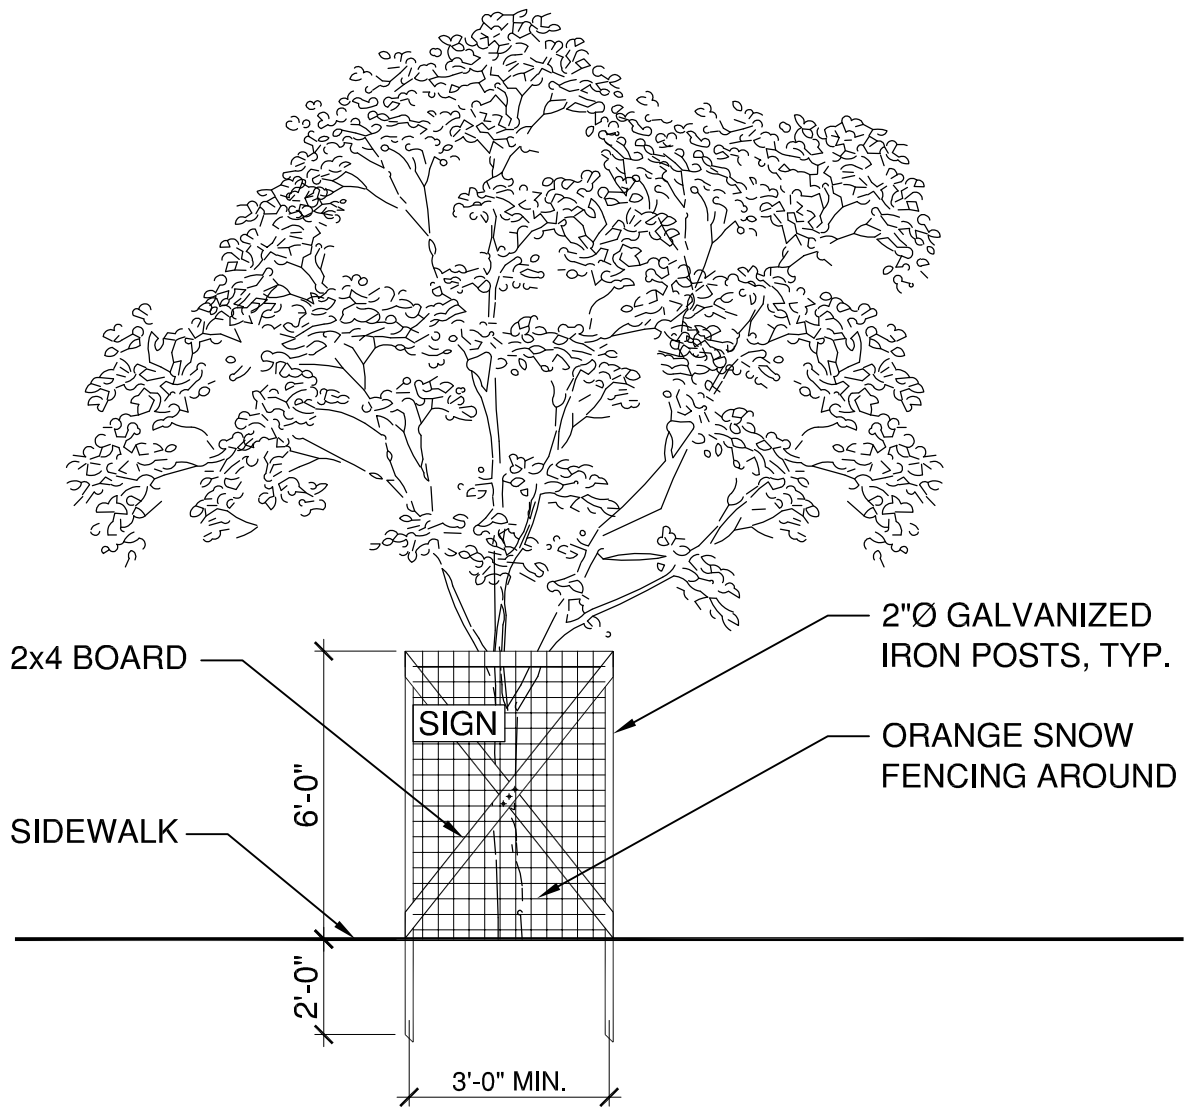 2"Ø GALVANIZED
IRON POSTS, TYP.
2x4 BOARD
SIGN
ORANGE SNOW
FENCING AROUND
6'-0"
SIDEWALK
2'-0"
3'-0" MIN.